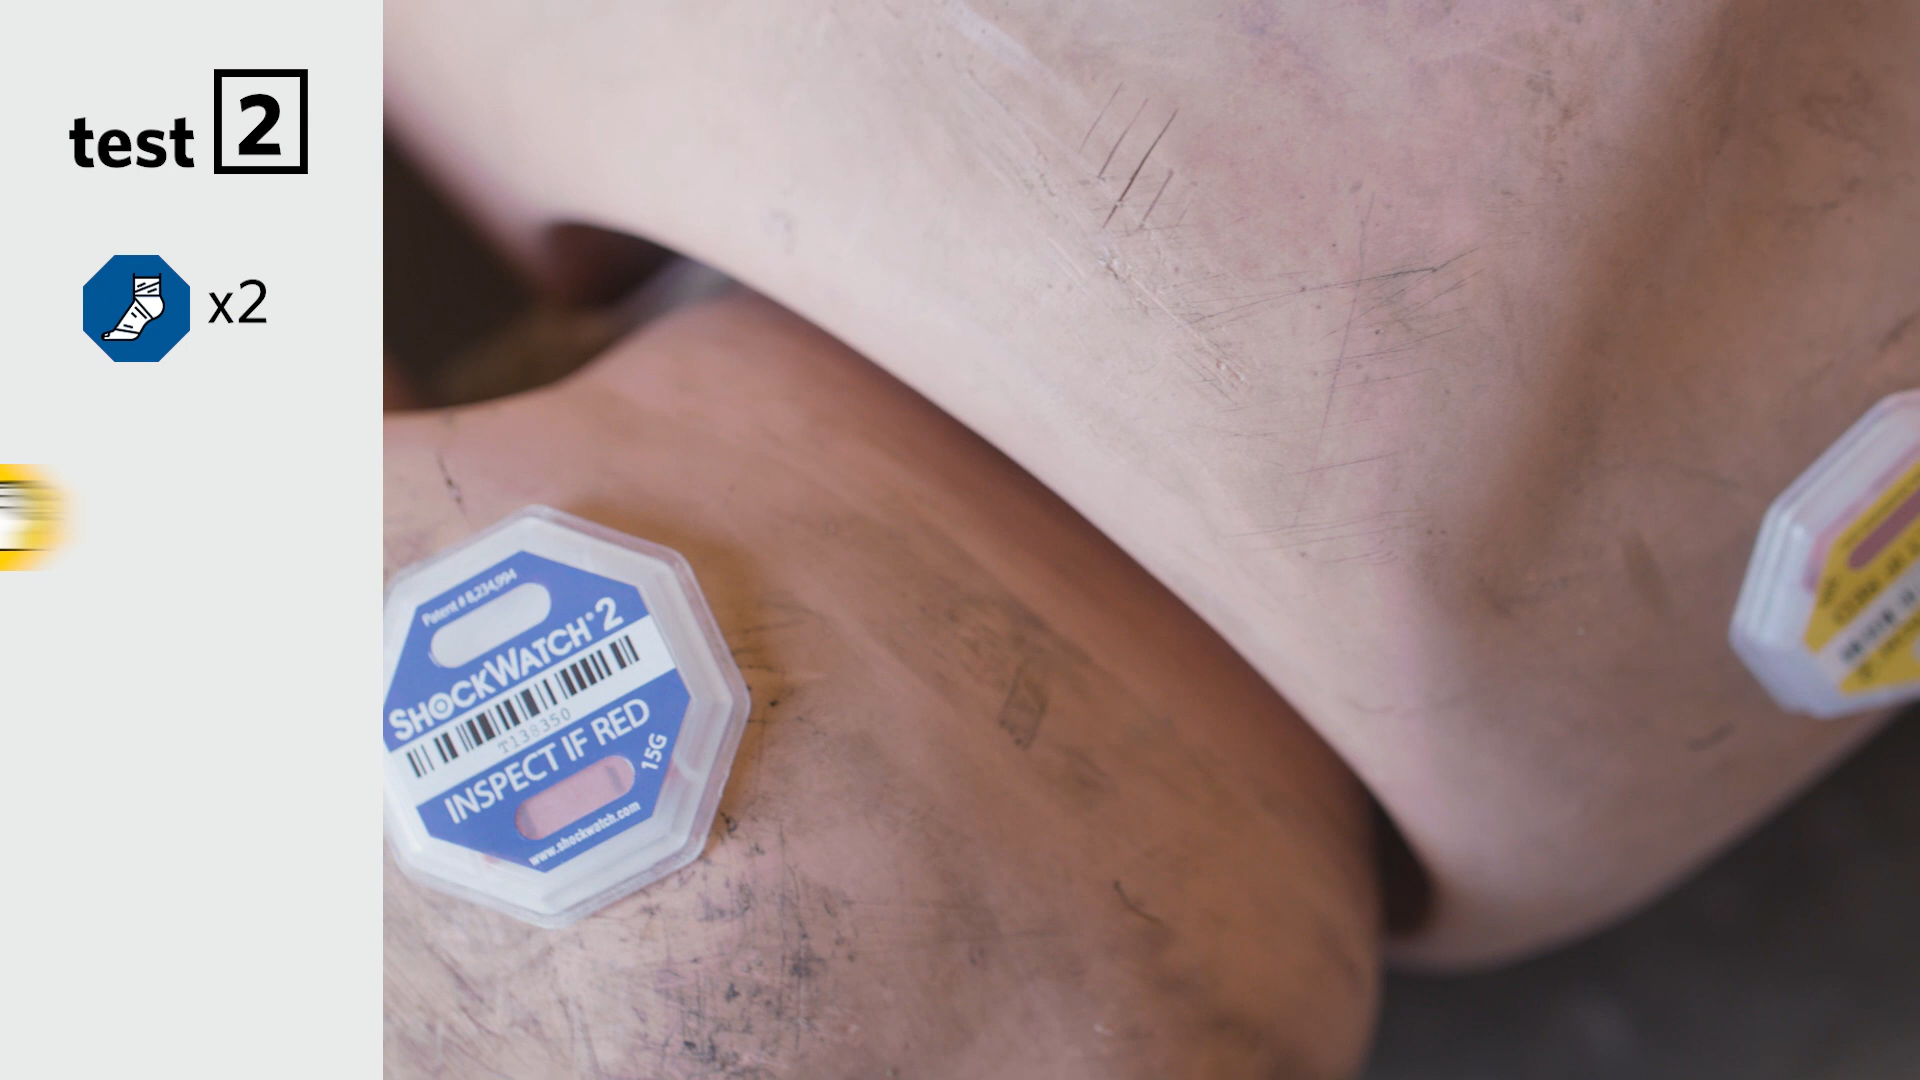 test 2
x2
Patent # 8,234,994
SHOCKWATCH® 2
T138350
INSPECT IF RED
15G
www.shockwatch.com